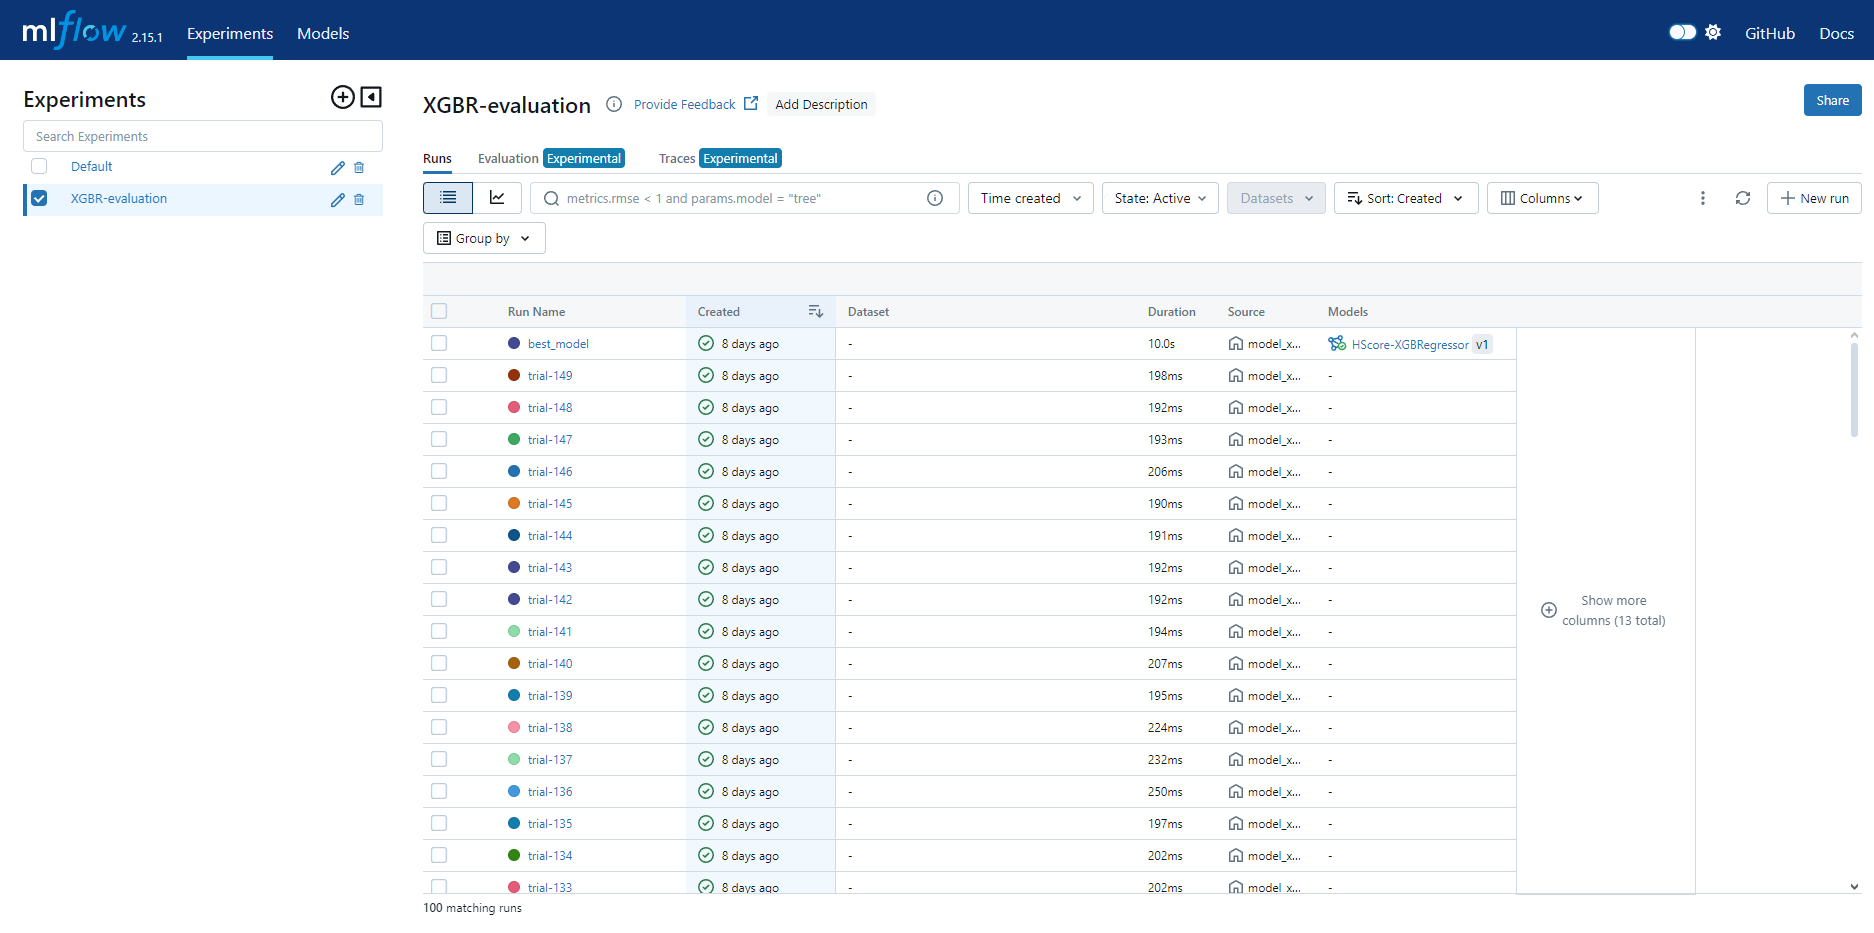 mlflow 2.15.1 Experiments Models GitHub Docs
Experiments
Search Experiments
Default
XGBR-evaluation
XGBR-evaluation Provide Feedback Add Description Share
Runs Evaluation Experimental Traces Experimental
metrics.rmse < 1 and params.model = "tree" Time created State: Active Datasets Sort: Created Columns New run
Group by
Run Name Created Dataset Duration Source Models
best_model 8 days ago - 10.0s model_x... HScore-XGBRegressor v1
trial-149 8 days ago - 198ms model_x... -
trial-148 8 days ago - 192ms model_x... -
trial-147 8 days ago - 193ms model_x... -
trial-146 8 days ago - 206ms model_x... -
trial-145 8 days ago - 190ms model_x... -
trial-144 8 days ago - 191ms model_x... -
trial-143 8 days ago - 192ms model_x... -
trial-142 8 days ago - 192ms model_x... -
trial-141 8 days ago - 194ms model_x... -
trial-140 8 days ago - 207ms model_x... -
trial-139 8 days ago - 195ms model_x... -
trial-138 8 days ago - 224ms model_x... -
trial-137 8 days ago - 232ms model_x... -
trial-136 8 days ago - 250ms model_x... -
trial-135 8 days ago - 197ms model_x... -
trial-134 8 days ago - 202ms model_x... -
trial-133 8 days ago - 202ms model_x... -
Show more
columns (13 total)
100 matching runs